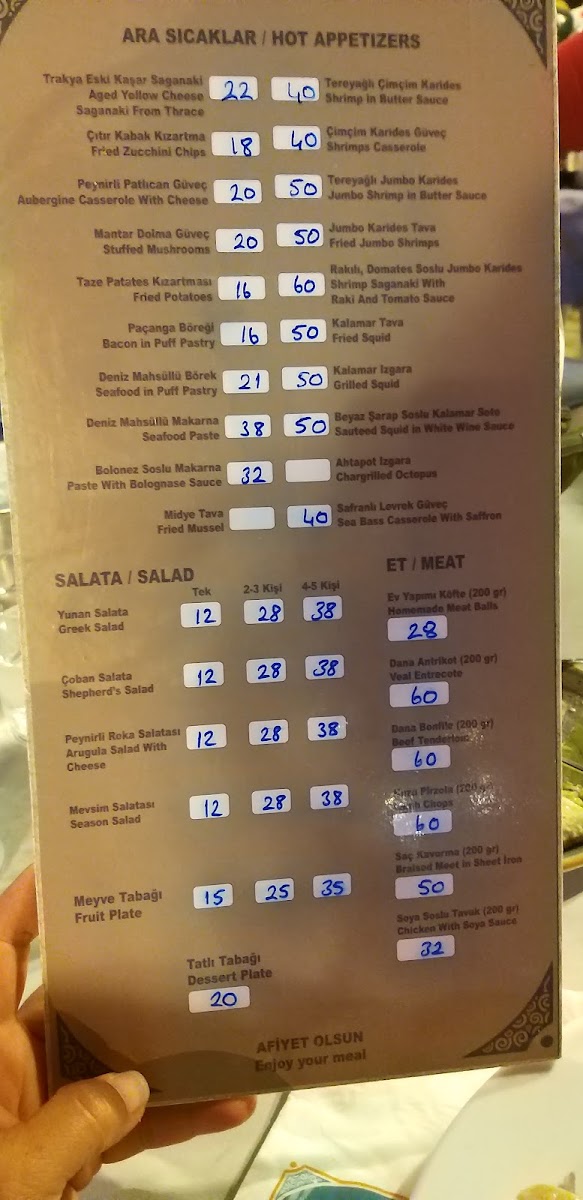 ARA SICAKLAR / HOT APPETIZERS
Trakya Eski Kaşar Saganaki
Aged Yellow Cheese
Saganaki From Thrace
22
40
Tereyağlı Çimçim Karides
Shrimp in Butter Sauce
Çıtır Kabak Kızartma
Fried Zucchini Chips
18
40
Çimçim Karides Güveç
Shrimps Casserole
Peynirli Patlıcan Güveç
Aubergine Casserole With Cheese
20
50
Tereyağlı Jumbo Karides
Jumbo Shrimp in Butter Sauce
Mantar Dolma Güveç
Stuffed Mushrooms
20
50
Jumbo Karides Tava
Fried Jumbo Shrimps
Taze Patates Kızartması
Fried Potatoes
16
60
Rakılı, Domates Soslu Jumbo Karides
Shrimp Saganaki With
Raki And Tomato Sauce
Paçanga Böreği
Bacon in Puff Pastry
16
50
Kalamar Tava
Fried Squid
Deniz Mahsüllü Börek
Seafood in Puff Pastry
21
50
Kalamar Izgara
Grilled Squid
Deniz Mahsüllü Makarna
Seafood Paste
38
50
Beyaz Şarap Soslu Kalamar Sote
Sauteed Squid in White Wine Sauce
Bolonez Soslu Makarna
Paste With Bolognase Sauce
32
Ahtapot Izgara
Chargrilled Octopus
Midye Tava
Fried Mussel
40
Safranlı Levrek Güveç
Sea Bass Casserole With Saffron
SALATA / SALAD
Tek 2-3 Kişi 4-5 Kişi
Yunan Salata
Greek Salad
12 28 38
Çoban Salata
Shepherd's Salad
12 28 38
Peynirli Roka Salatası
Arugula Salad With
Cheese
12 28 38
Mevsim Salatası
Season Salad
12 28 38
Meyve Tabağı
Fruit Plate
15 25 35
Tatlı Tabağı
Dessert Plate
20
ET / MEAT
Ev Yapımı Köfte (200 gr)
Homemade Meat Balls
28
Dana Antrikot (200 gr)
Veal Entrecote
60
Dana Bonfile (200 gr)
Beef Tenderloin
60
Kuzu Pirzola (200 gr)
Lamb Chops
60
Saç Kavurma (200 gr)
Braised Meet in Sheet Iron
50
Soya Soslu Tavuk (200 gr)
Chicken With Soya Sauce
32
AFİYET OLSUN
Enjoy your meal